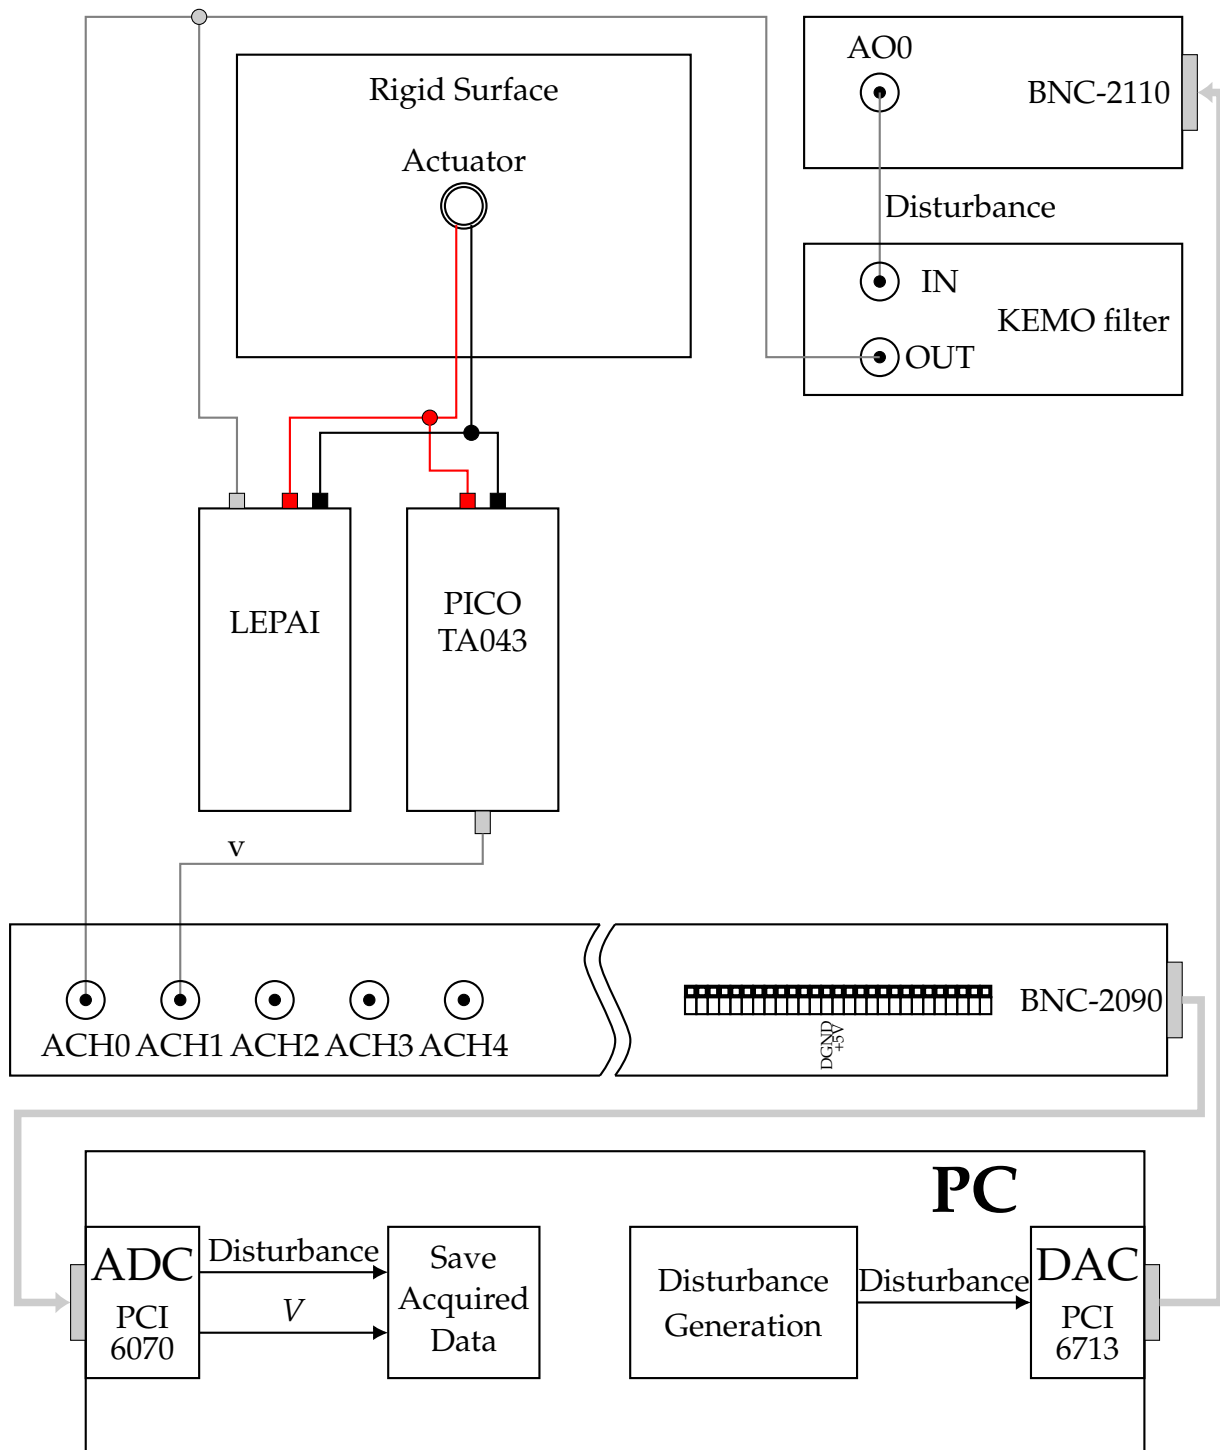 AO0
BNC-2110
Rigid Surface
Actuator
Disturbance
IN
KEMO filter
OUT
LEPAI
PICO
TA043
v
ACH0 ACH1 ACH2 ACH3 ACH4
DGND
+5V
BNC-2090
PC
ADC
PCI
6070
Disturbance
V
Save
Acquired
Data
Disturbance
Generation
Disturbance
DAC
PCI
6713